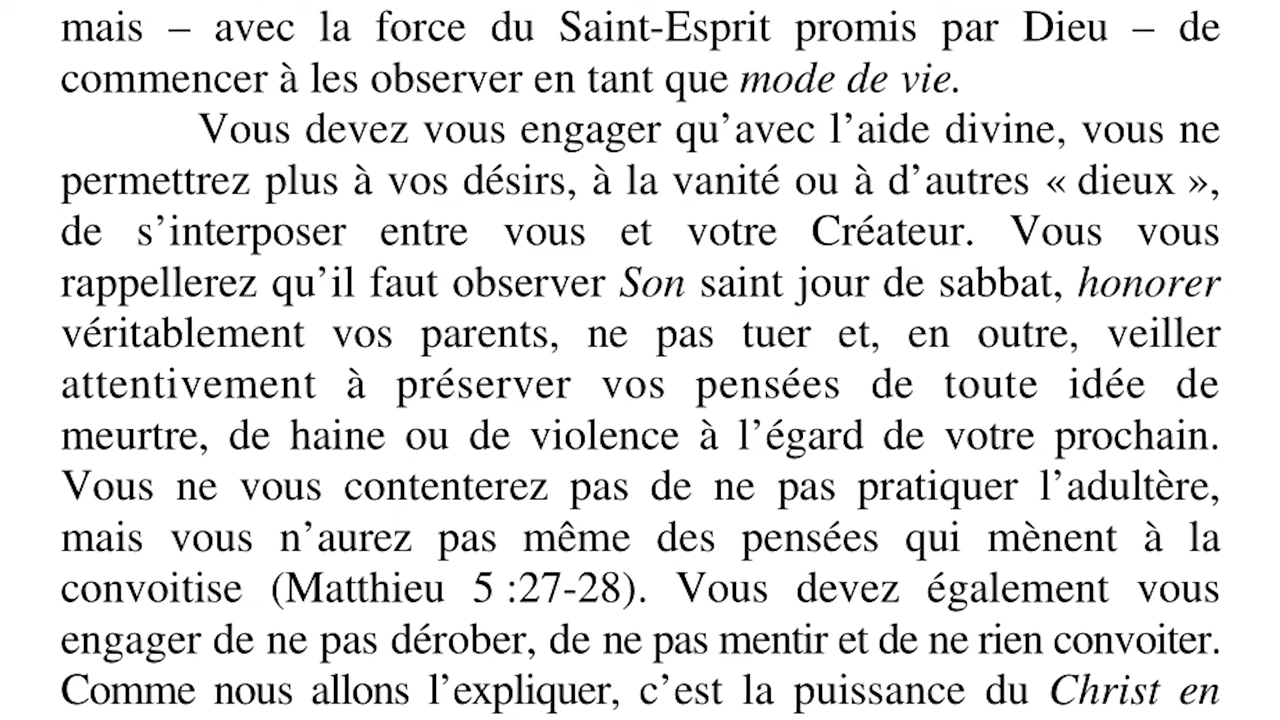 mais – avec la force du Saint-Esprit promis par Dieu – de
commencer à les observer en tant que mode de vie.
Vous devez vous engager qu’avec l’aide divine, vous ne
permettrez plus à vos désirs, à la vanité ou à d’autres « dieux »,
de s’interposer entre vous et votre Créateur. Vous vous
rappellerez qu’il faut observer Son saint jour de sabbat, honorer
véritablement vos parents, ne pas tuer et, en outre, veiller
attentivement à préserver vos pensées de toute idée de
meurtre, de haine ou de violence à l’égard de votre prochain.
Vous ne vous contenterez pas de ne pas pratiquer l’adultère,
mais vous n’aurez pas même des pensées qui mènent à la
convoitise (Matthieu 5 :27-28). Vous devez également vous
engager de ne pas dérober, de ne pas mentir et de ne rien convoiter.
Comme nous allons l’expliquer, c’est la puissance du Christ en